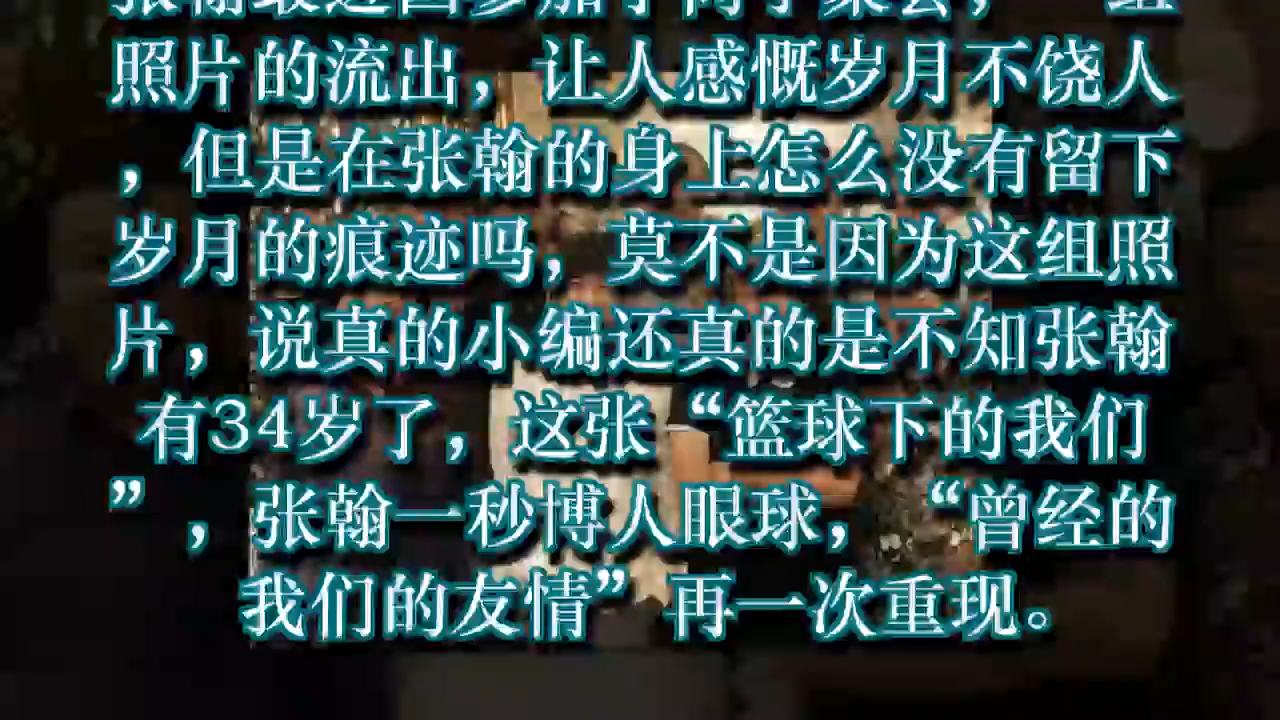 照片的流出，让人感慨岁月不饶人
，但是在张翰的身上怎么没有留下
岁月的痕迹吗，莫不是因为这组照
片，说真的小编还真的是不知张翰
有34岁了，这张“篮球下的我们
”，张翰一秒博人眼球，“曾经的
我们的友情”再一次重现。